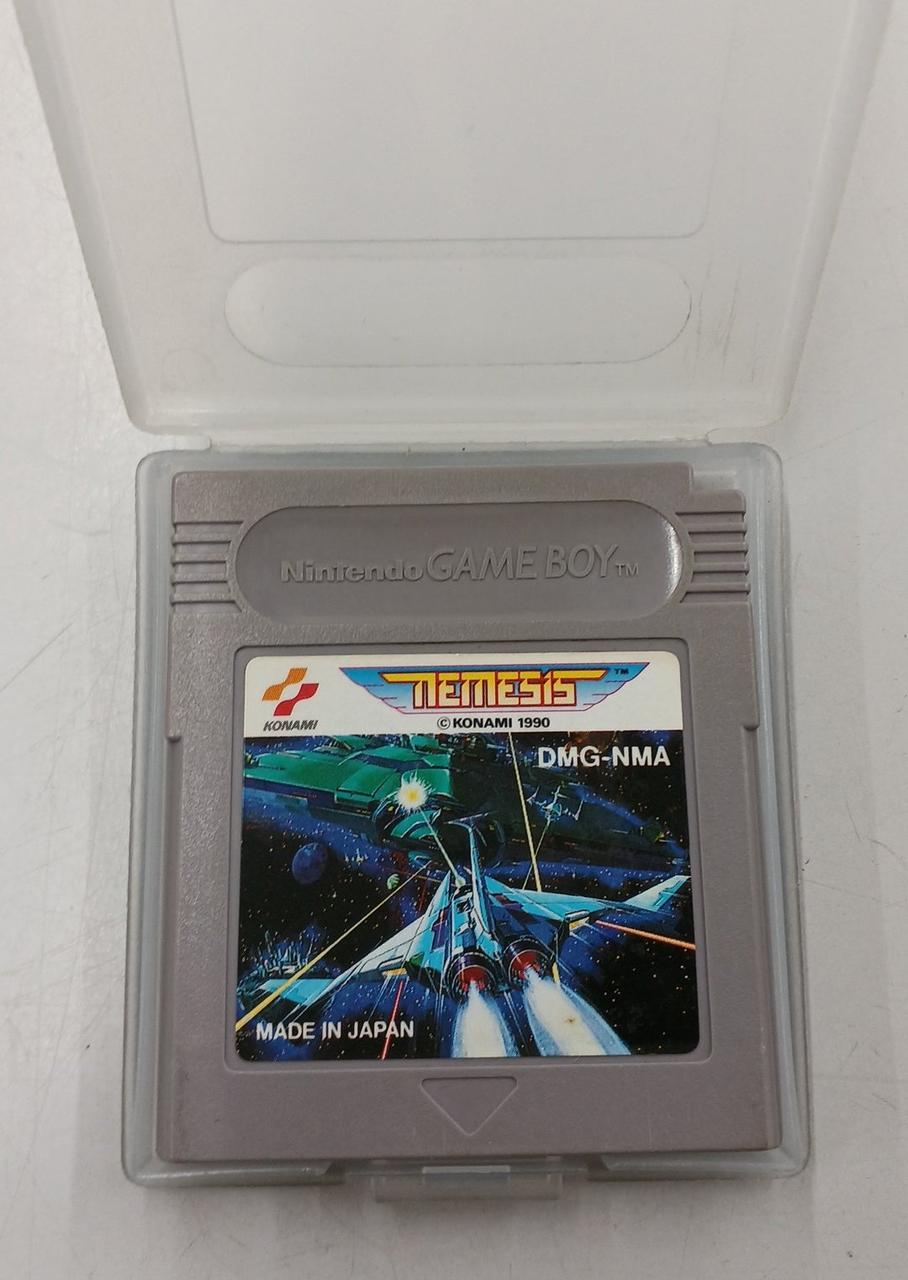 Nintendo GAME BOY™
KONAMI
NEMESIS™
© KONAMI 1990
DMG-NMA
MADE IN JAPAN